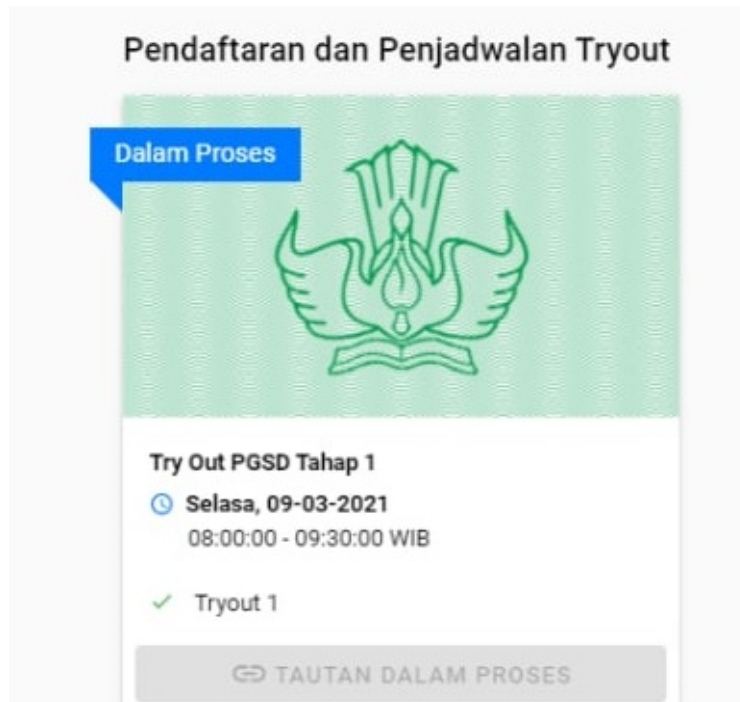 Pendaftaran dan Penjadwalan Tryout
Dalam Proses
Try Out PGSD Tahap 1
Selasa, 09-03-2021
08:00:00 - 09:30:00 WIB
Tryout 1
TAUTAN DALAM PROSES